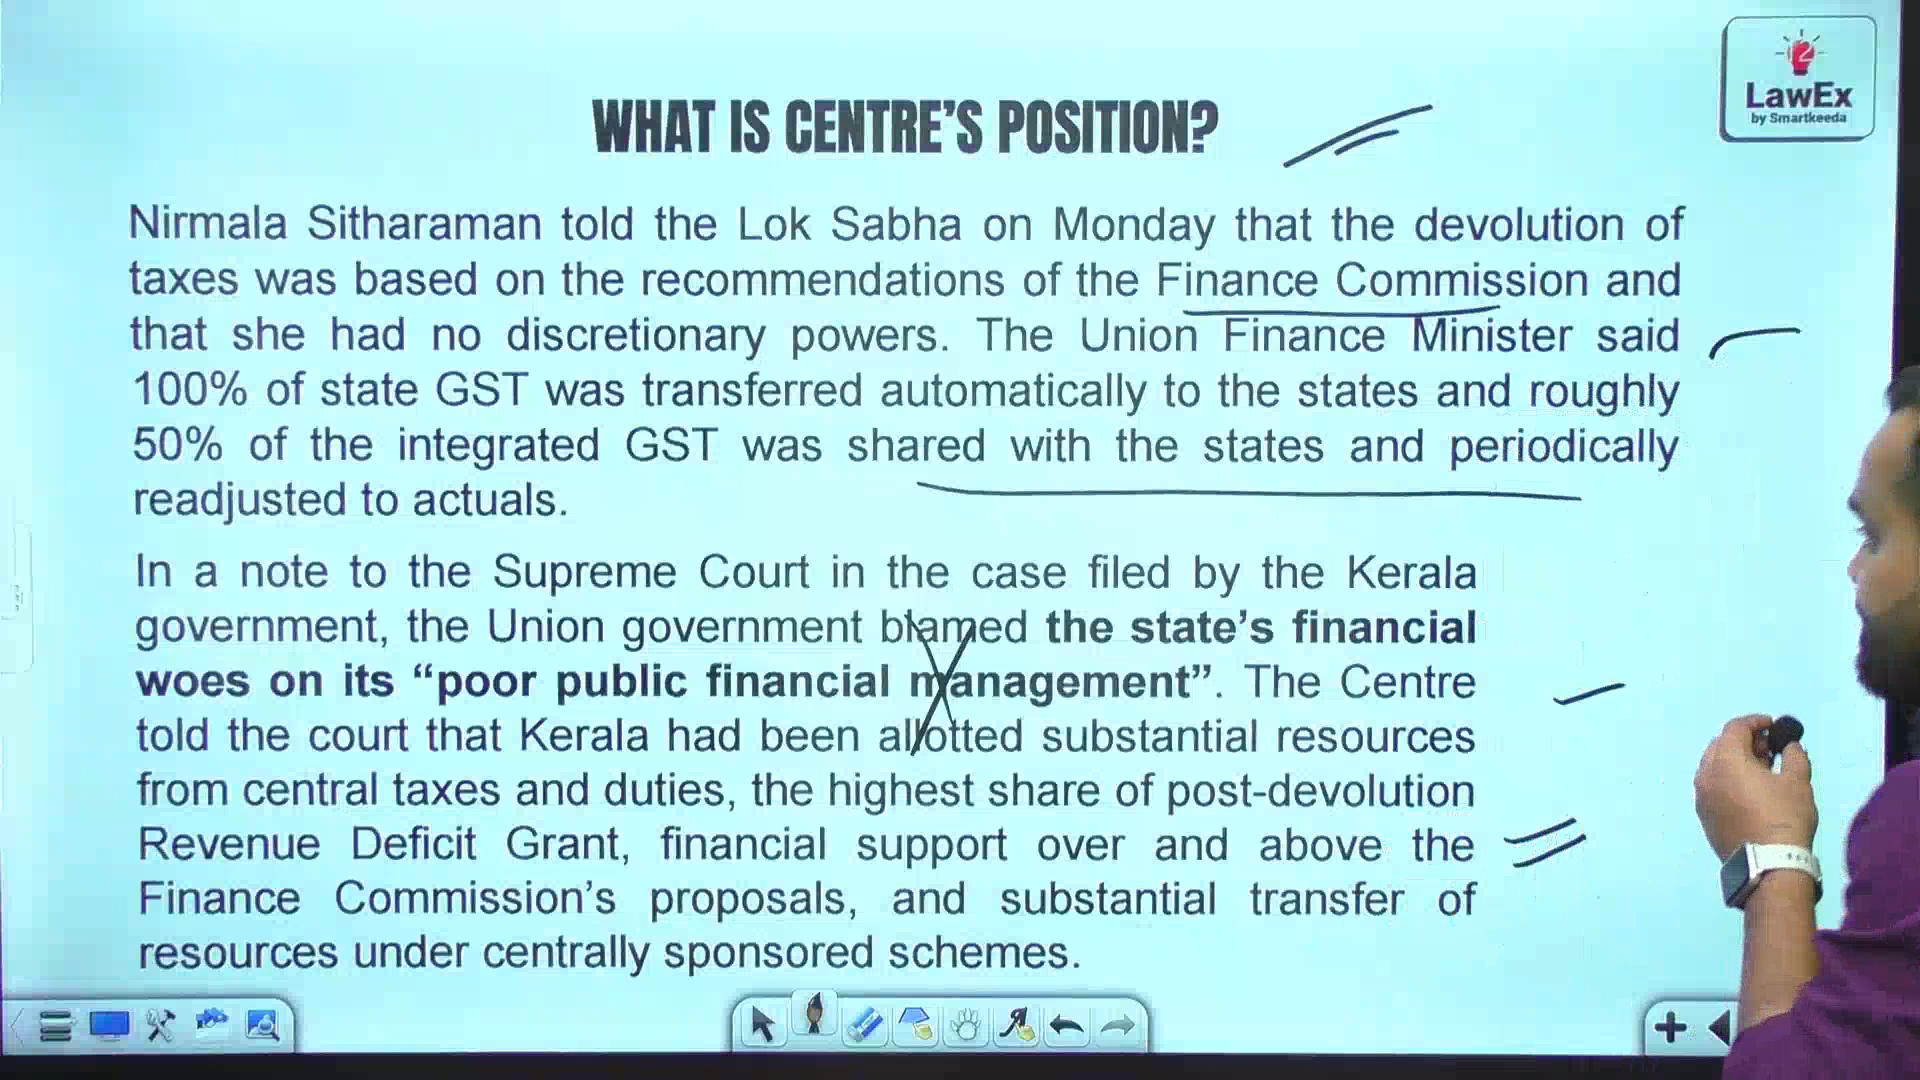 LawEx
by Smartkeeda
WHAT IS CENTRE’S POSITION?
Nirmala Sitharaman told the Lok Sabha on Monday that the devolution of
taxes was based on the recommendations of the Finance Commission and
that she had no discretionary powers. The Union Finance Minister said
100% of state GST was transferred automatically to the states and roughly
50% of the integrated GST was shared with the states and periodically
readjusted to actuals.
In a note to the Supreme Court in the case filed by the Kerala
government, the Union government blamed the state’s financial
woes on its “poor public financial management”. The Centre
told the court that Kerala had been allotted substantial resources
from central taxes and duties, the highest share of post-devolution
Revenue Deficit Grant, financial support over and above the
Finance Commission’s proposals, and substantial transfer of
resources under centrally sponsored schemes.